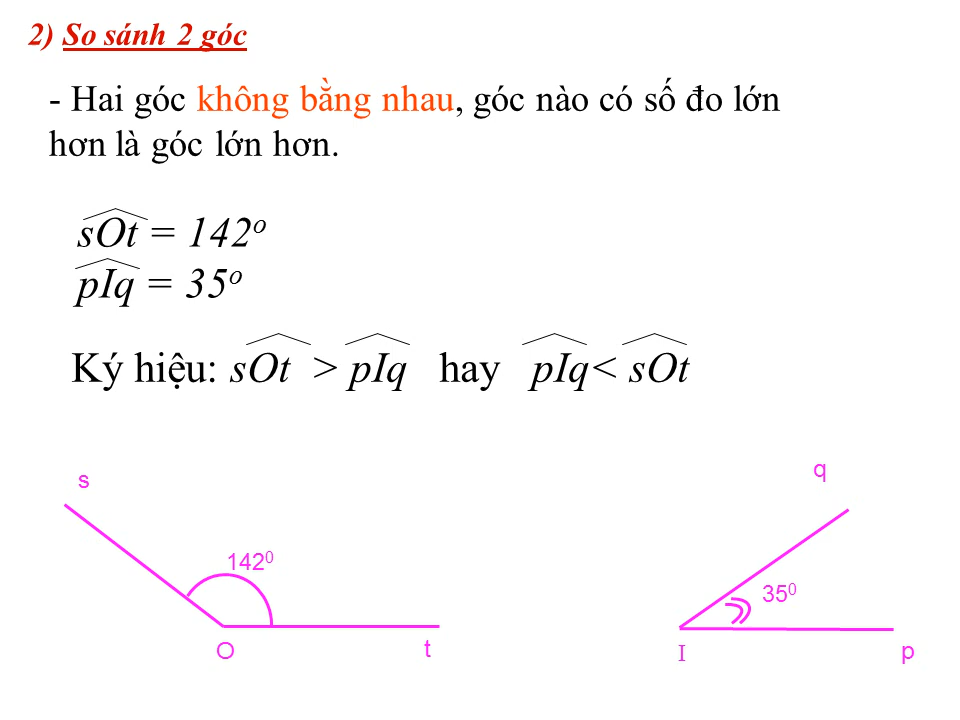 2) So sánh 2 góc
- Hai góc không bằng nhau, góc nào có số đo lớn
hơn là góc lớn hơn.
sOt = 142o
pIq = 35o
Ký hiệu: sOt > pIq hay pIq< sOt
s
q
1420
350
O
t
I
p